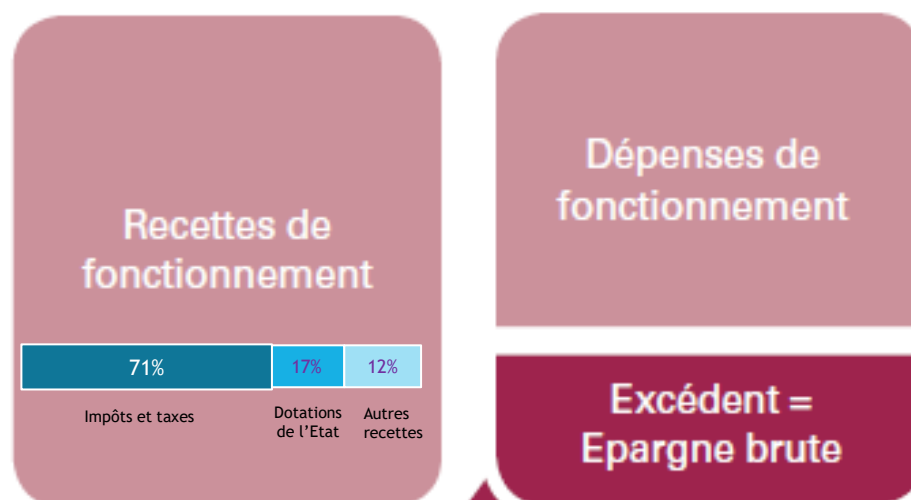 Recettes de
fonctionnement
71%
17%
12%
Impôts et taxes
Dotations
de l’Etat
Autres
recettes
Dépenses de
fonctionnement
Excédent =
Epargne brute